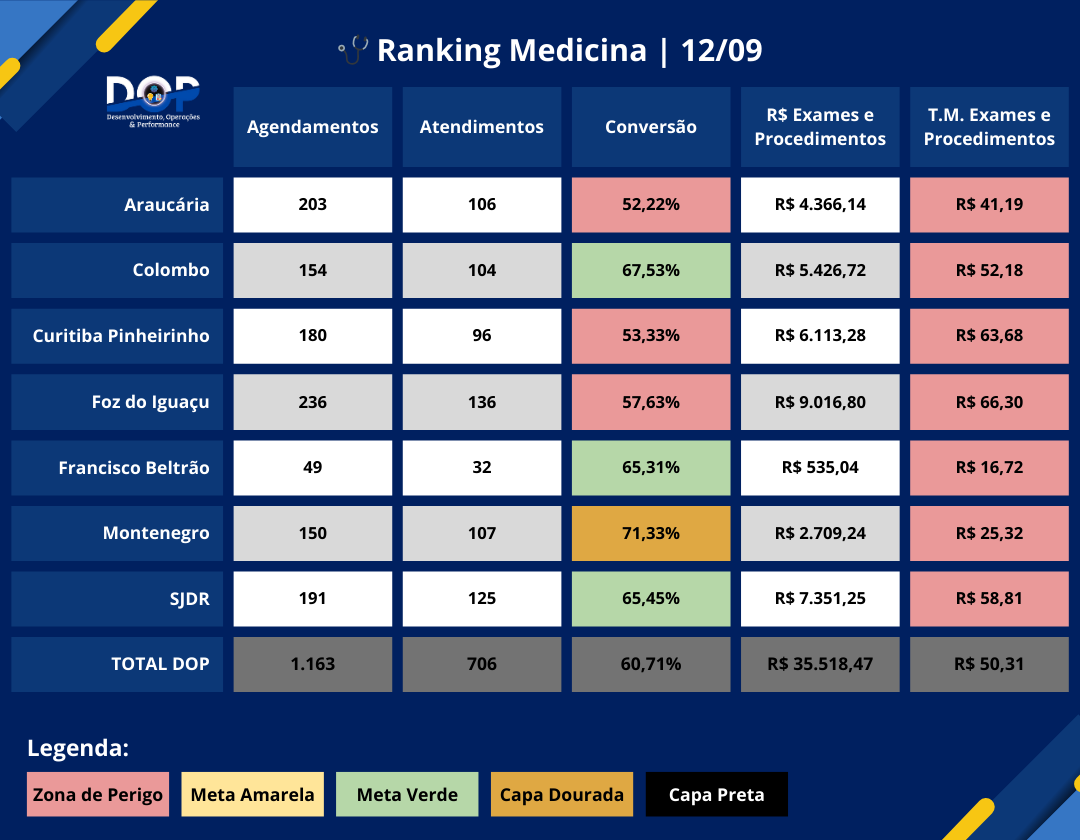 Ranking Medicina | 12/09
DOP
Desenvolvimento, Operações
& Performance
Agendamentos Atendimentos Conversão R$ Exames e Procedimentos T.M. Exames e Procedimentos
Araucária 203 106 52,22% R$ 4.366,14 R$ 41,19
Colombo 154 104 67,53% R$ 5.426,72 R$ 52,18
Curitiba Pinheirinho 180 96 53,33% R$ 6.113,28 R$ 63,68
Foz do Iguaçu 236 136 57,63% R$ 9.016,80 R$ 66,30
Francisco Beltrão 49 32 65,31% R$ 535,04 R$ 16,72
Montenegro 150 107 71,33% R$ 2.709,24 R$ 25,32
SJDR 191 125 65,45% R$ 7.351,25 R$ 58,81
TOTAL DOP 1.163 706 60,71% R$ 35.518,47 R$ 50,31
Legenda:
Zona de Perigo Meta Amarela Meta Verde Capa Dourada Capa Preta